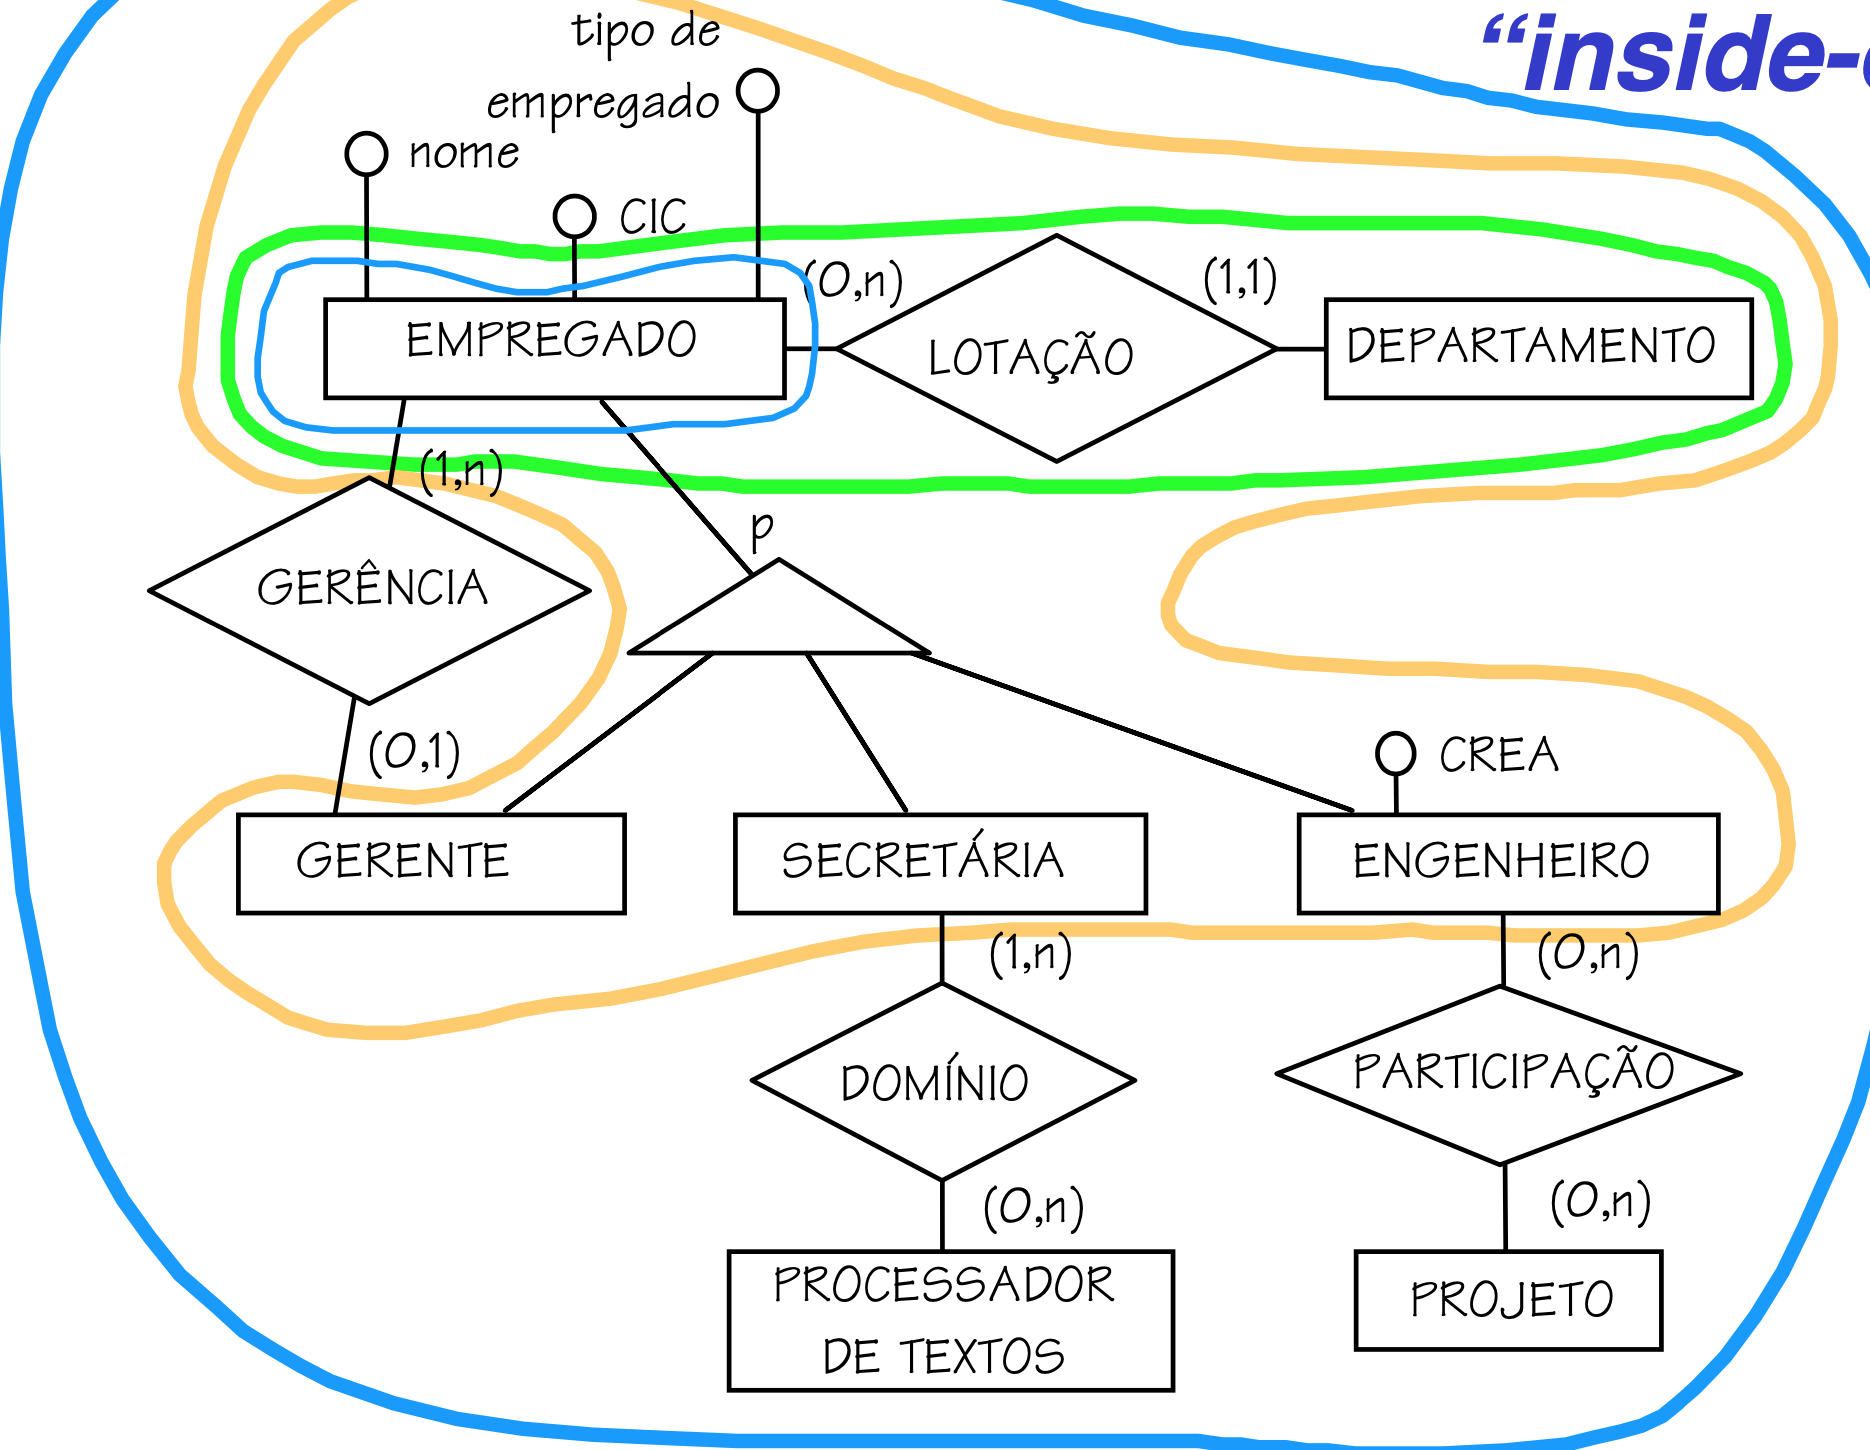 “inside-
tipo de
empregado
nome
CIC
(0,n)
(1,1)
EMPREGADO
LOTAÇÃO
DEPARTAMENTO
(1,n)
p
GERÊNCIA
(0,1)
CREA
GERENTE
SECRETÁRIA
ENGENHEIRO
(1,n)
(0,n)
DOMÍNIO
PARTICIPAÇÃO
(0,n)
(0,n)
PROCESSADOR
DE TEXTOS
PROJETO